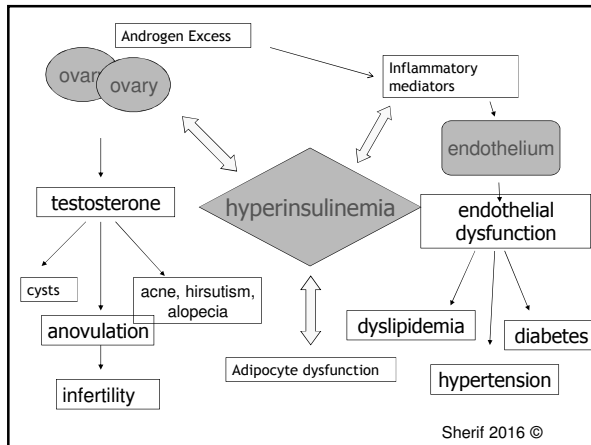 Androgen Excess
ovary
ovary
Inflammatory
mediators
endothelium
testosterone
hyperinsulinemia
endothelial
dysfunction
cysts
acne, hirsutism,
alopecia
anovulation
dyslipidemia
diabetes
Adipocyte dysfunction
infertility
hypertension
Sherif 2016 ©